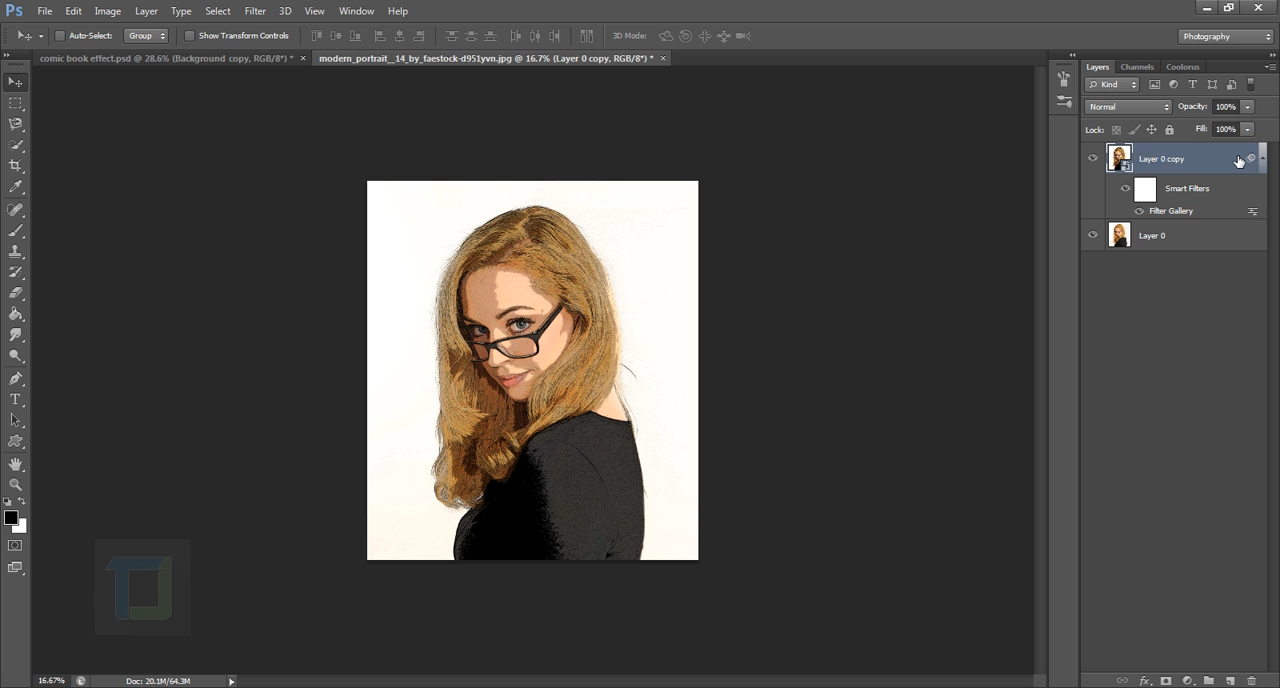 Ps File Edit Image Layer Type Select Filter 3D View Window Help
Auto-Select: Group Show Transform Controls 3D Mode: Photography
comic book effect.psd @ 28.6% (Background copy, RGB/8*) * × modern_portrait__14_by_faestock-d951yvn.jpg @ 16.7% (Layer 0 copy, RGB/8*) * ×
Layers Channels Coolorus
Kind
Normal Opacity: 100%
Lock: Fill: 100%
Layer 0 copy
Smart Filters
Filter Gallery
Layer 0
16.67% Doc: 20.1M/64.3M